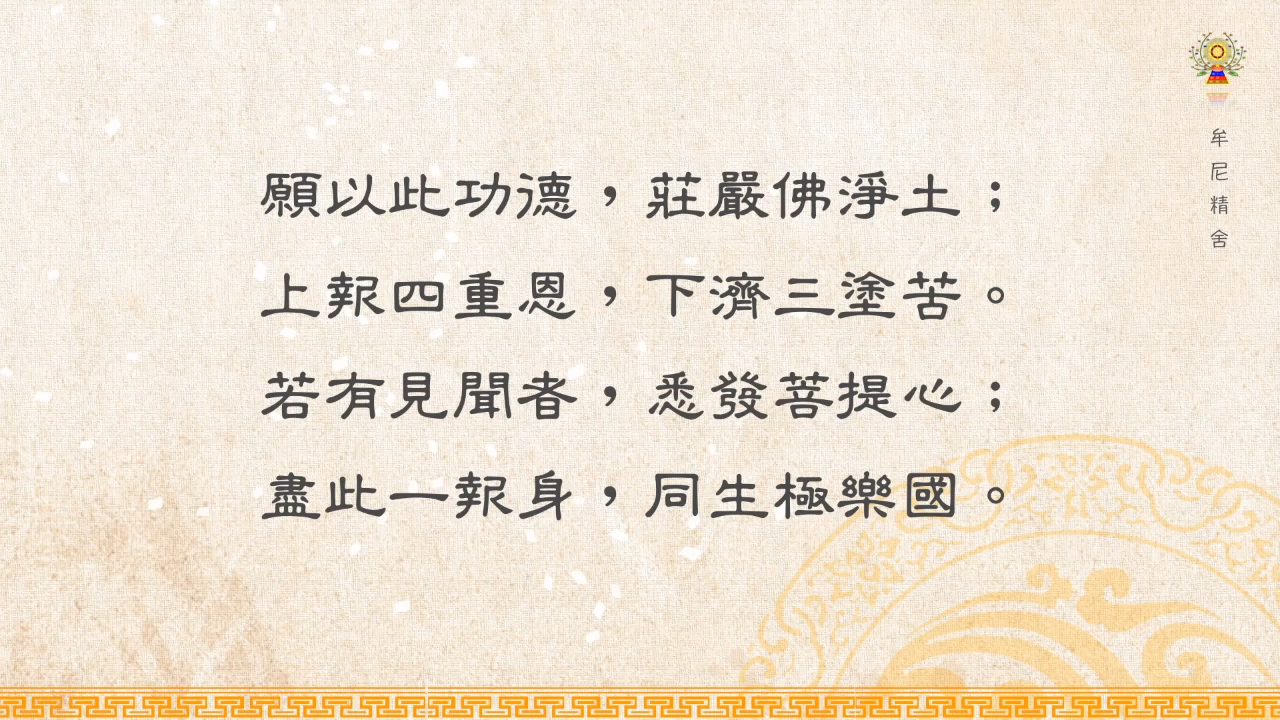 願以此功德，莊嚴佛淨土；
上報四重恩，下濟三塗苦。
若有見聞者，悉發菩提心；
盡此一報身，同生極樂國。
牟尼精舍